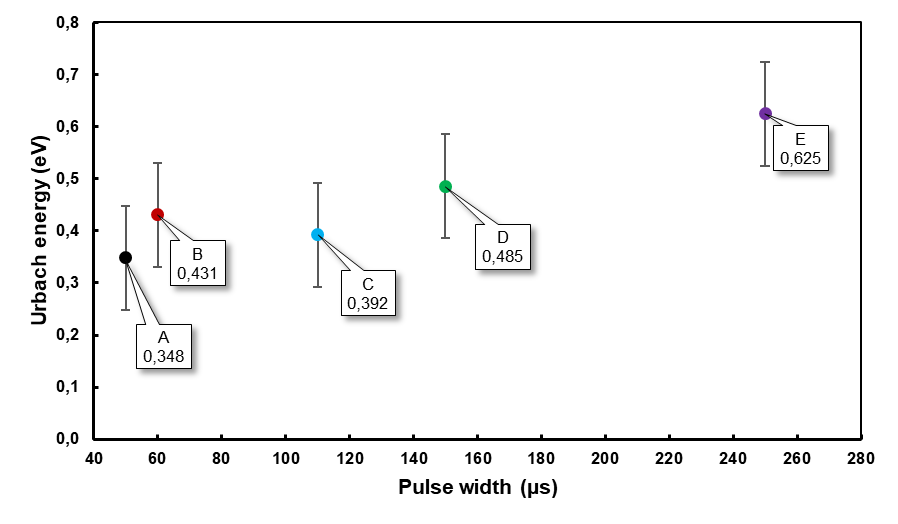 0,8
0,7
0,6
0,5
0,4
0,3
0,2
0,1
0,0
Urbach energy (eV)
A
0,348
B
0,431
C
0,392
D
0,485
E
0,625
40 60 80 100 120 140 160 180 200 220 240 260 280
Pulse width (µs)